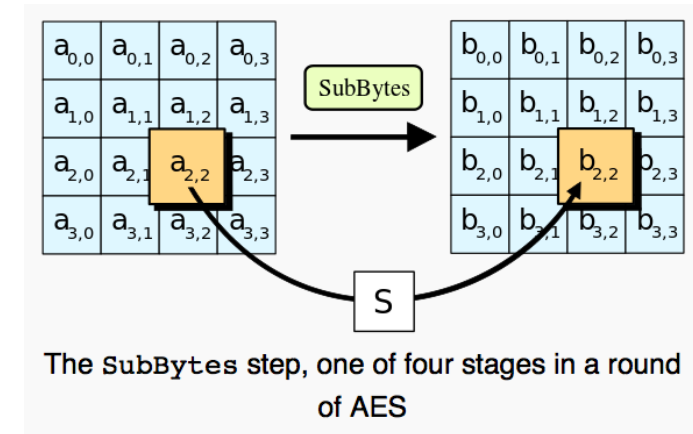 a0,0 a0,1 a0,2 a0,3 b0,0 b0,1 b0,2 b0,3
SubBytes
a1,0 a1,1 a1,2 a1,3 b1,0 b1,1 b1,2 b1,3
a2,0 a2,1 a2,2 a2,3 b2,0 b2,1 b2,2 b2,3
a3,0 a3,1 a3,2 a3,3 b3,0 b3,1 b3,2 b3,3
S
The SubBytes step, one of four stages in a round
of AES